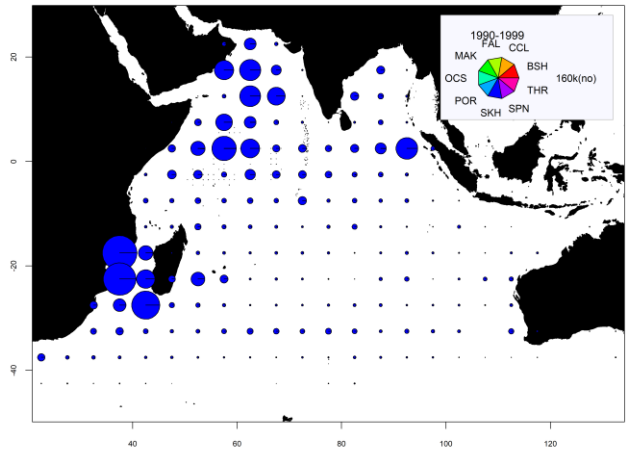 1990-1999
FAL
CCL
MAK
BSH
OCS
160k(no)
THR
POR
SPN
SKH
20
0
-20
-40
40
60
80
100
120